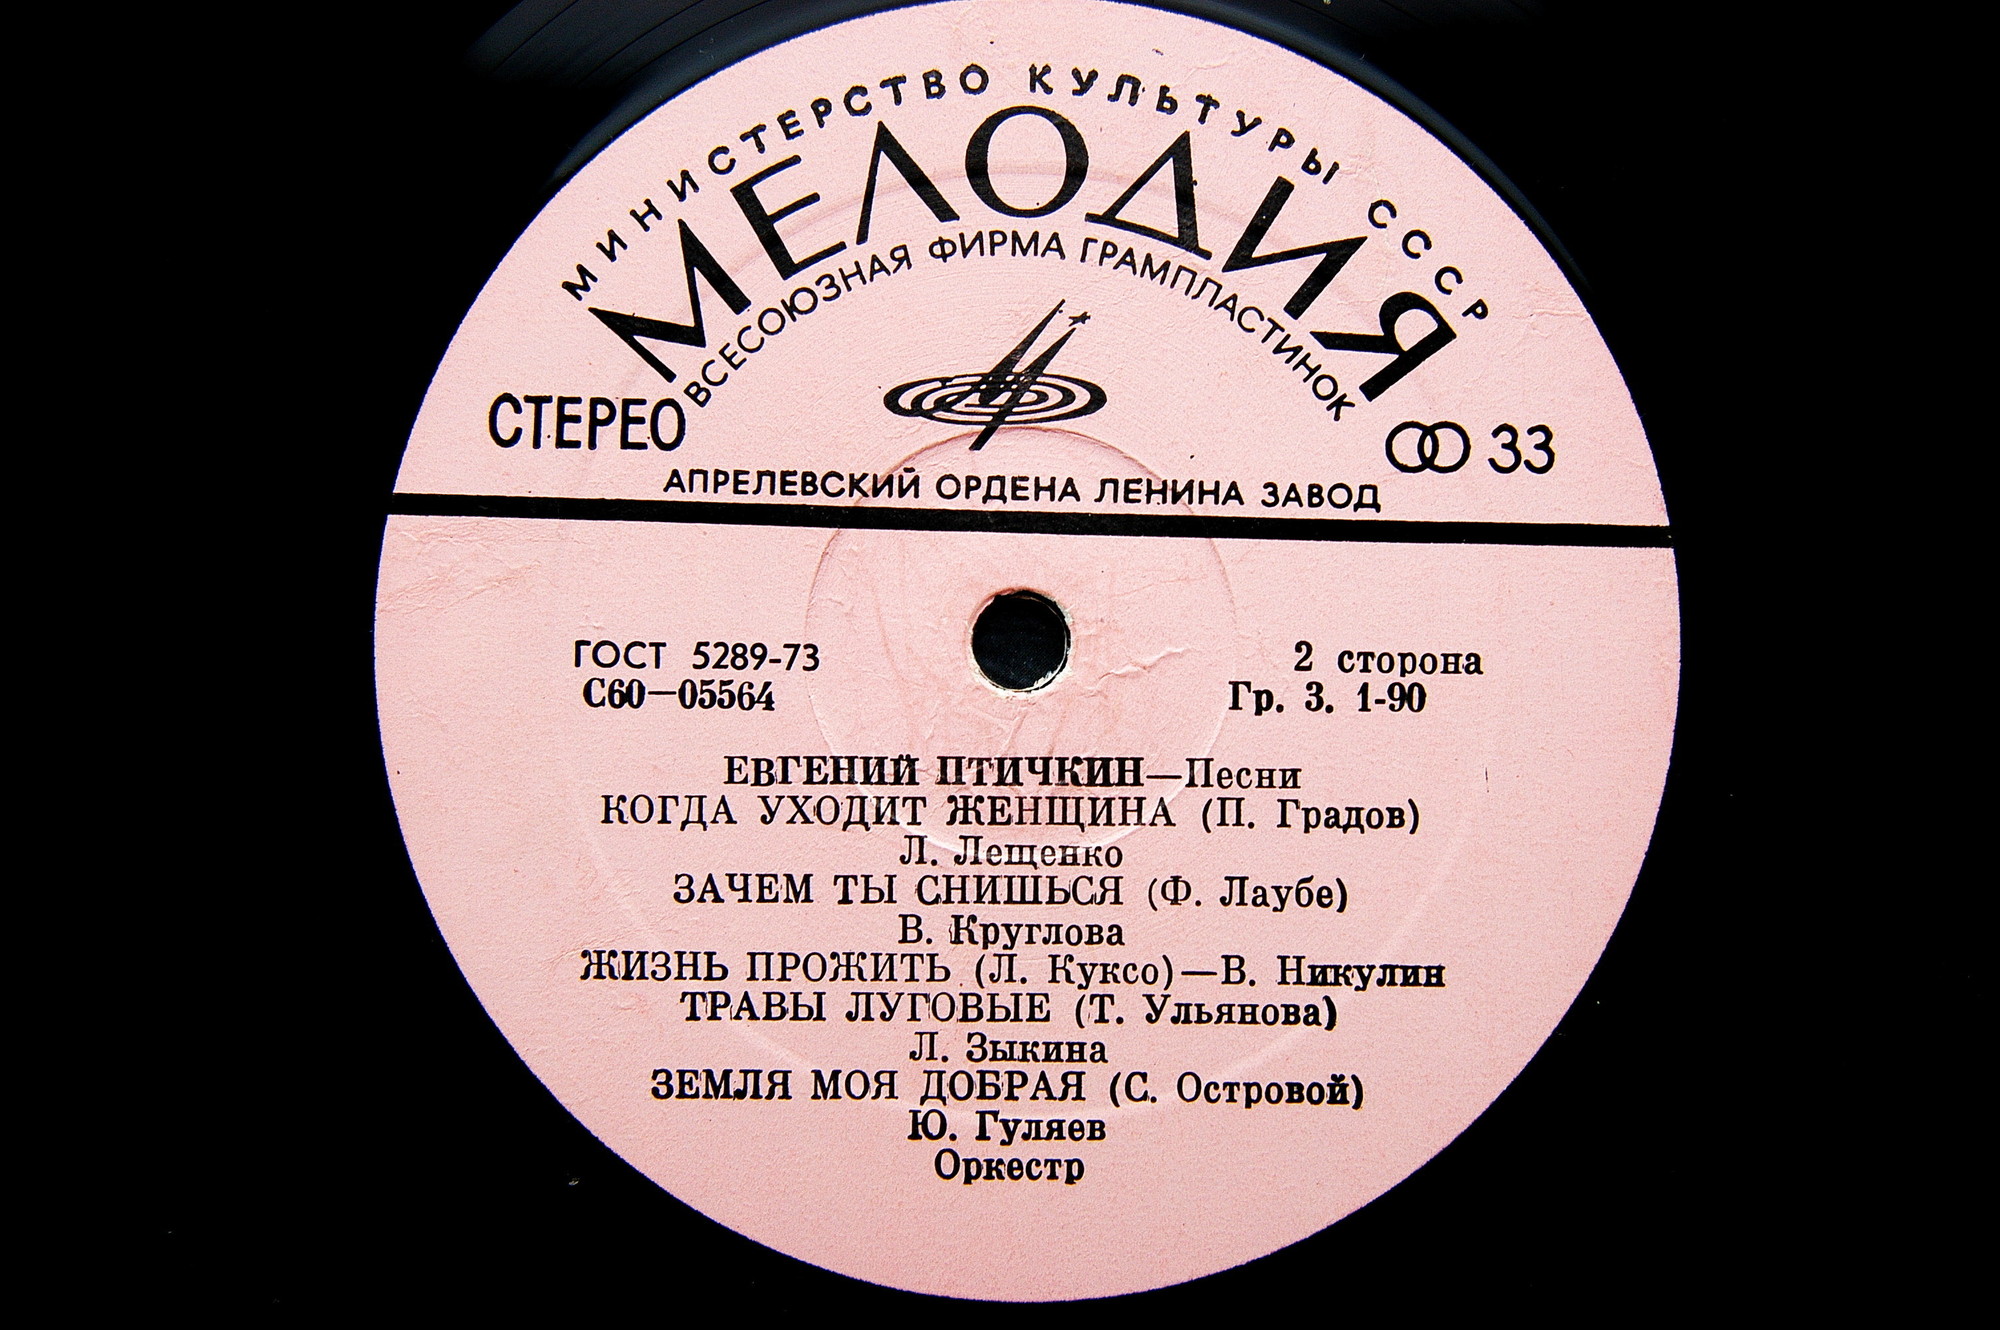 МИНИСТЕРСТВО КУЛЬТУРЫ СССР
МЕЛОДИЯ
ВСЕСОЮЗНАЯ ФИРМА ГРАМПЛАСТИНОК
СТЕРЕО
33
АПРЕЛЕВСКИЙ ОРДЕНА ЛЕНИНА ЗАВОД
ГОСТ 5289-73
2 сторона
С60—05564
Гр. 3. 1-90
ЕВГЕНИЙ ПТИЧКИН—Песни
КОГДА УХОДИТ ЖЕНЩИНА (П. Градов)
Л. Лещенко
ЗАЧЕМ ТЫ СНИШЬСЯ (Ф. Лаубе)
В. Круглова
ЖИЗНЬ ПРОЖИТЬ (Л. Куксо)—В. Никулин
ТРАВЫ ЛУГОВЫЕ (Т. Ульянова)
Л. Зыкина
ЗЕМЛЯ МОЯ ДОБРАЯ (С. Островой)
Ю. Гуляев
Оркестр